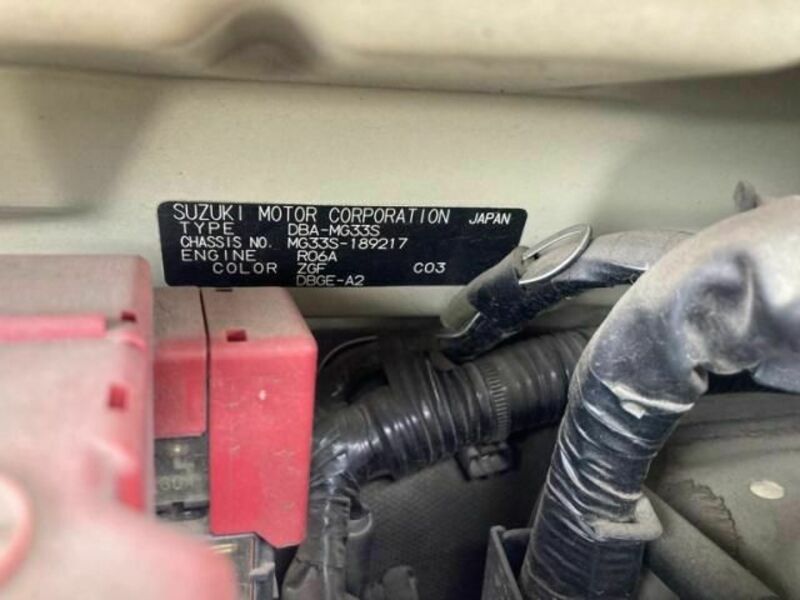 SUZUKI MOTOR CORPORATION JAPAN
TYPE DBA-MG33S
CHASSIS NO. MG33S-189217
ENGINE R06A
COLOR ZGF C03
DBGE-A2